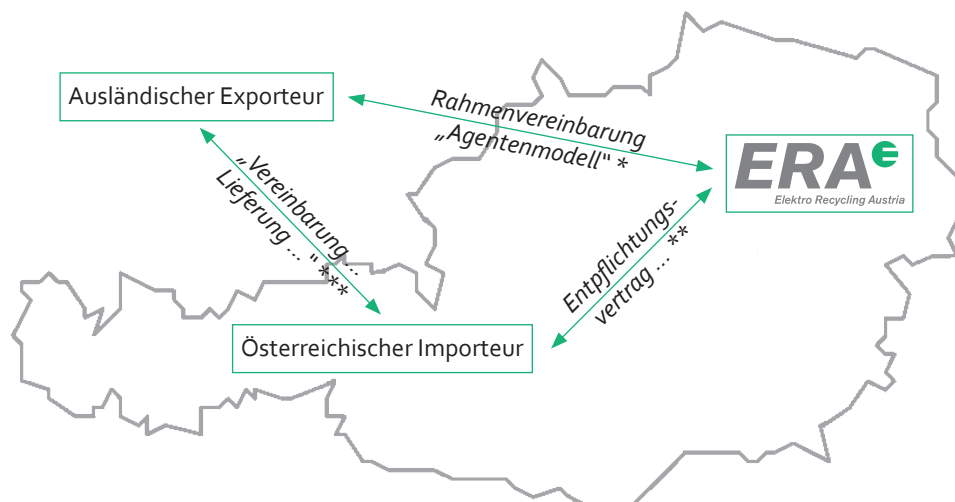 Ausländischer Exporteur
Rahmenvereinbarung
„Agentenmodell" *
ERA
Elektro Recycling Austria
„Vereinbarung ...
Lieferung ... " ***
Entpflichtungs-
vertrag ... **
Österreichischer Importeur